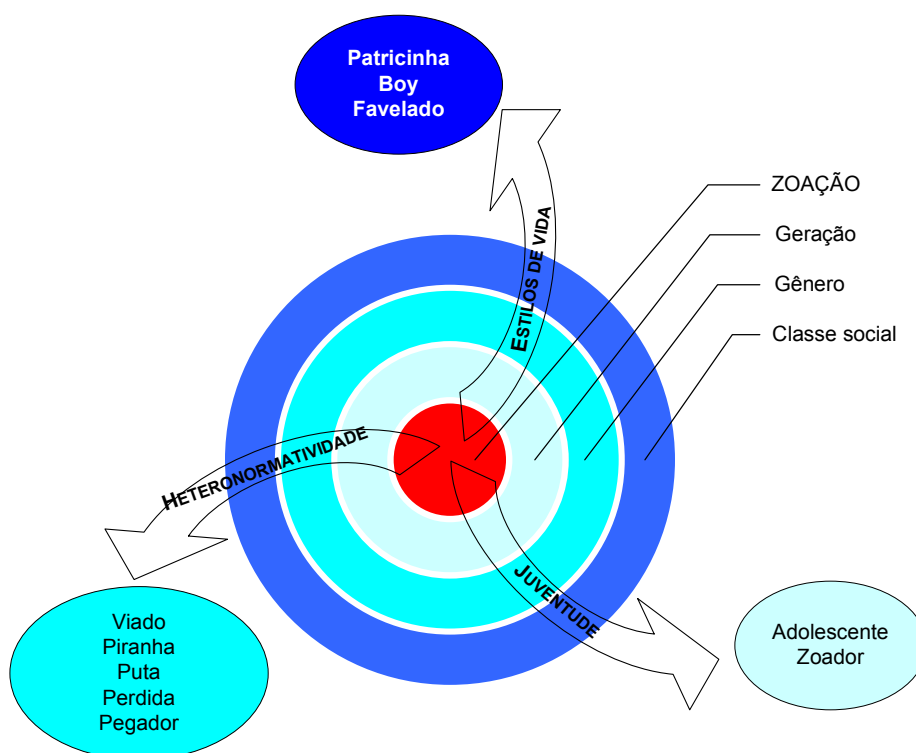 Patricinha
Boy
Favelado
ZOAÇÃO
Geração
Gênero
Classe social
ESTILOS DE VIDA
HETERONORMATIVIDADE
JUVENTUDE
Viado
Piranha
Puta
Perdida
Pegador
Adolescente
Zoador